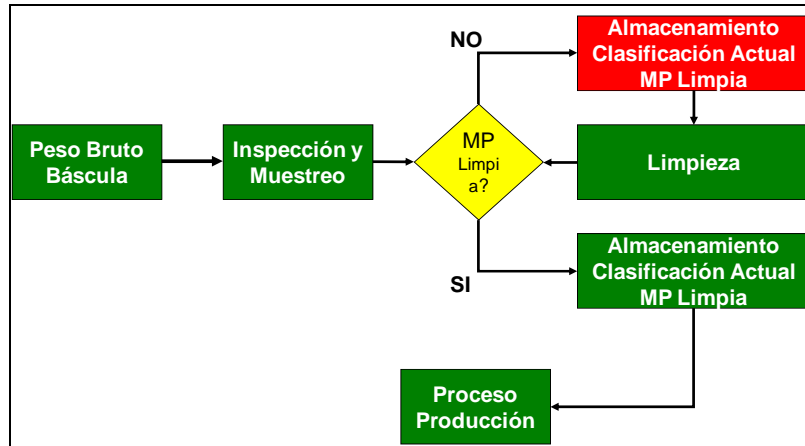 Peso Bruto
Báscula
Inspección y
Muestreo
MP
Limpi
a?
NO
Almacenamiento
Clasificación Actual
MP Limpia
Limpieza
SI
Almacenamiento
Clasificación Actual
MP Limpia
Proceso
Producción